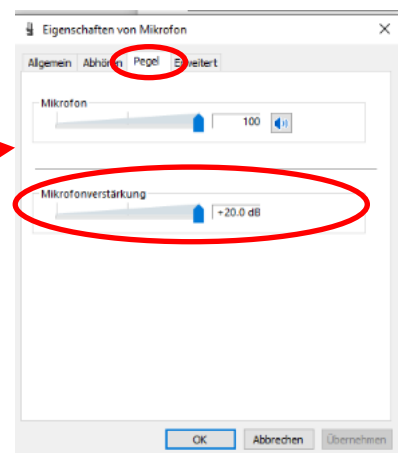 Eigenschaften von Mikrofon
Allgemein Abhören Pegel Erweitert
Mikrofon
100
Mikrofonverstärkung
+20.0 dB
OK Abbrechen Übernehmen